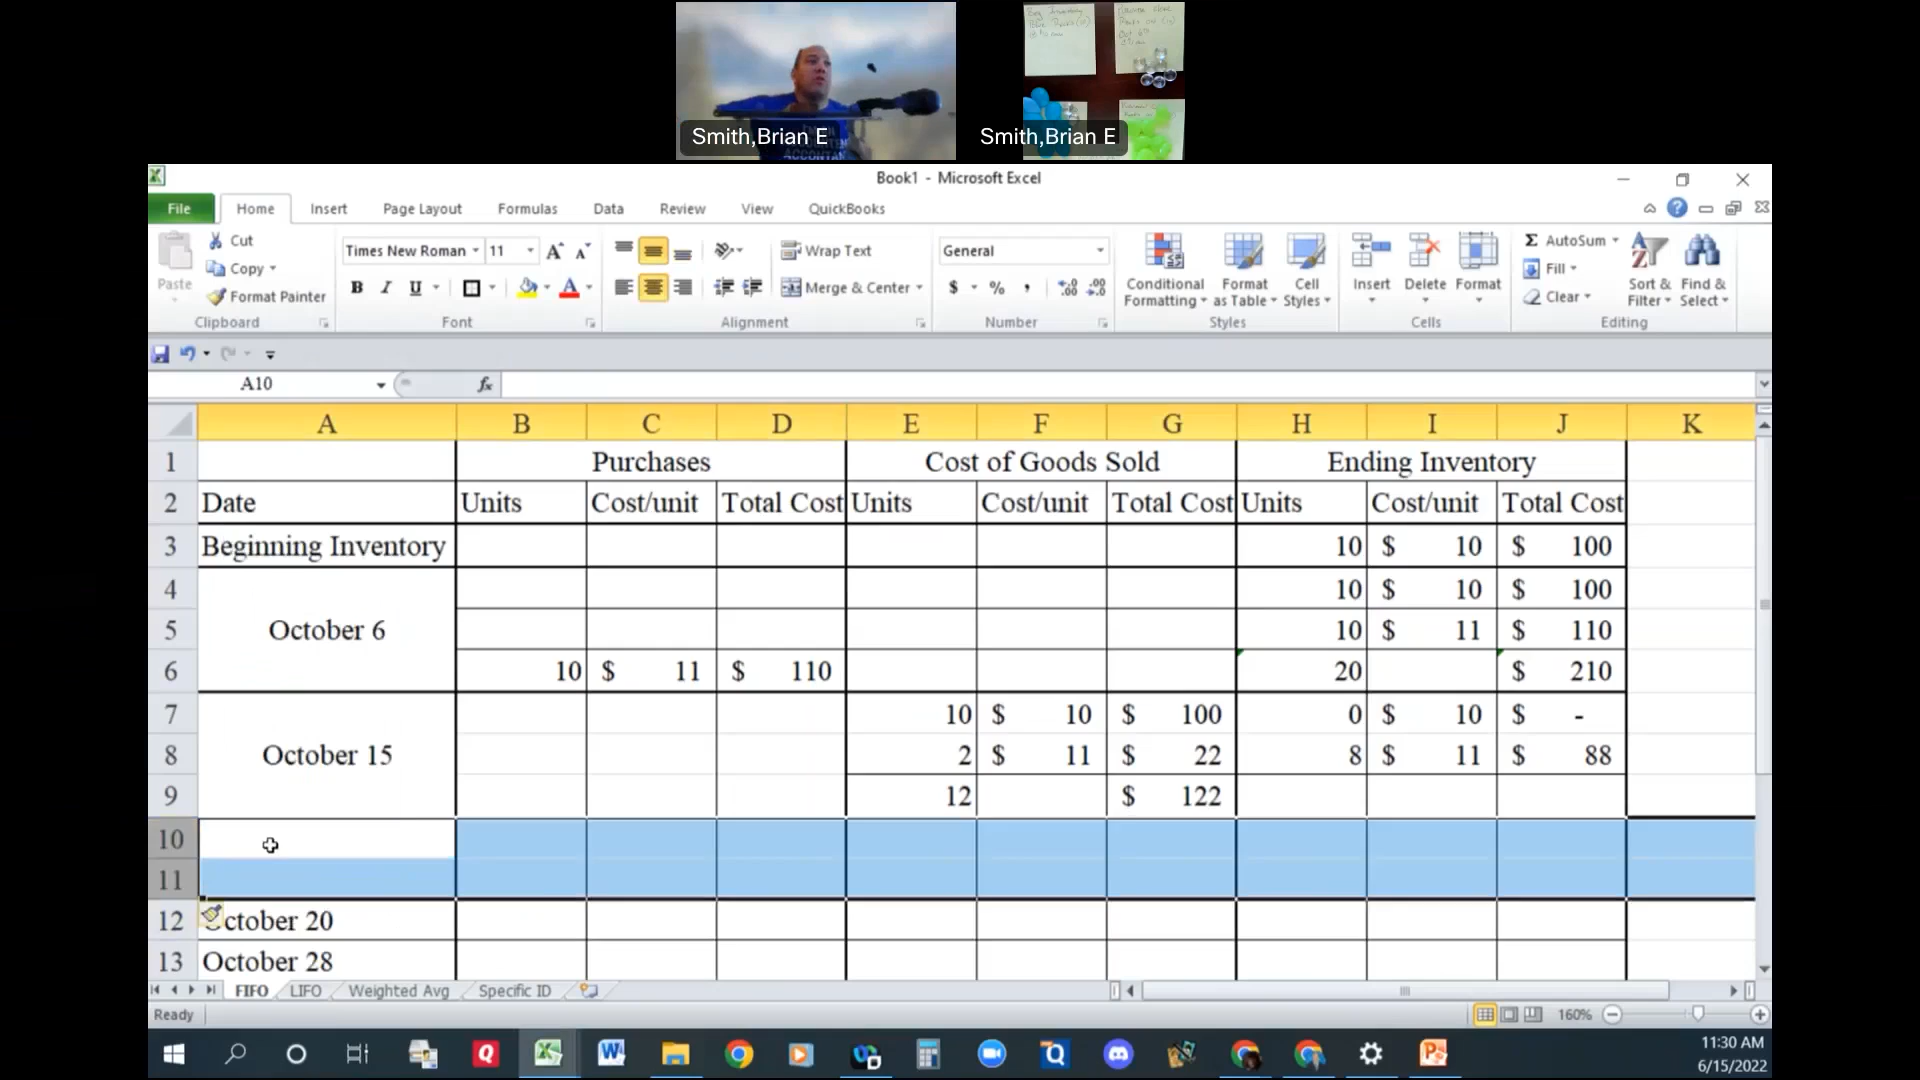 Smith,Brian E
Smith,Brian E
Book1 - Microsoft Excel
File Home Insert Page Layout Formulas Data Review View QuickBooks
Paste
Cut
Copy
Format Painter
Clipboard
Times New Roman 11
B I U
Font
Wrap Text
Merge & Center
Alignment
General
$ % ,
Number
Conditional Formatting
Format as Table
Cell Styles
Styles
Insert Delete Format
Cells
Σ AutoSum
Fill
Clear
Sort & Filter
Find & Select
Editing
A10 fx
A B C D E F G H I J K
1 Purchases Cost of Goods Sold Ending Inventory
2 Date Units Cost/unit Total Cost Units Cost/unit Total Cost Units Cost/unit Total Cost
3 Beginning Inventory 10 $ 10 $ 100
4 10 $ 10 $ 100
5 October 6 10 $ 11 $ 110
6 10 $ 11 $ 110 20 $ 210
7 10 $ 10 $ 100 0 $ 10 $ -
8 October 15 2 $ 11 $ 22 8 $ 11 $ 88
9 12 $ 122
10
11
12 October 20
13 October 28
FIFO LIFO Weighted Avg Specific ID
Ready 160%
11:30 AM
6/15/2022